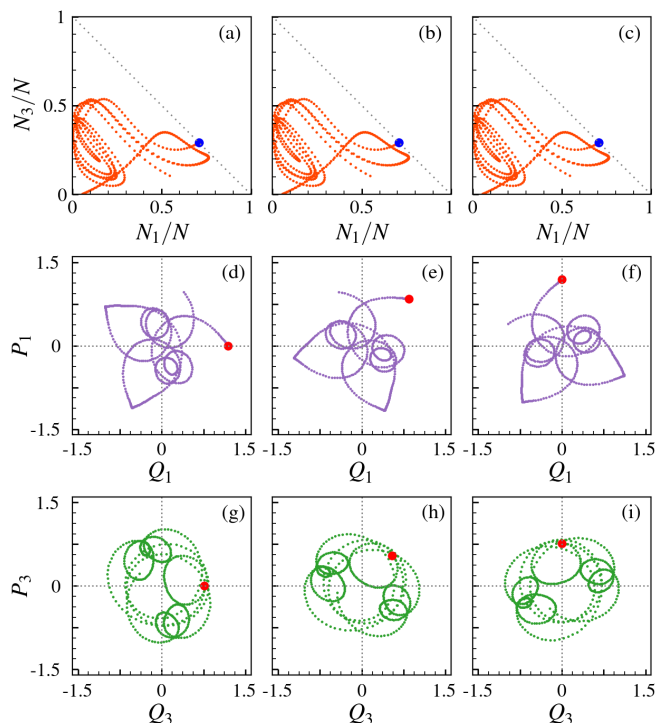 (a) (b) (c)
N₃/N
1
0.5
0
0 0.5 1 0 0.5 1 0 0.5 1
N₁/N N₁/N N₁/N
(d) (e) (f)
P₁
1.5
0
-1.5
-1.5 0 1.5 -1.5 0 1.5 -1.5 0 1.5
Q₁ Q₁ Q₁
(g) (h) (i)
P₃
1.5
0
-1.5
-1.5 0 1.5 -1.5 0 1.5 -1.5 0 1.5
Q₃ Q₃ Q₃